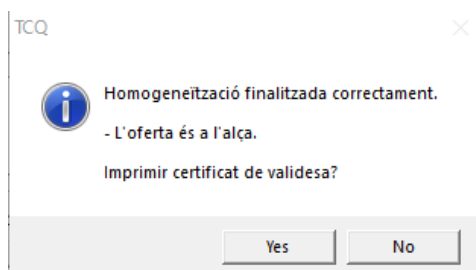 TCQ
Homogeneïtzació finalitzada correctament.
- L'oferta és a l'alça.
Imprimir certificat de validesa?
Yes
No